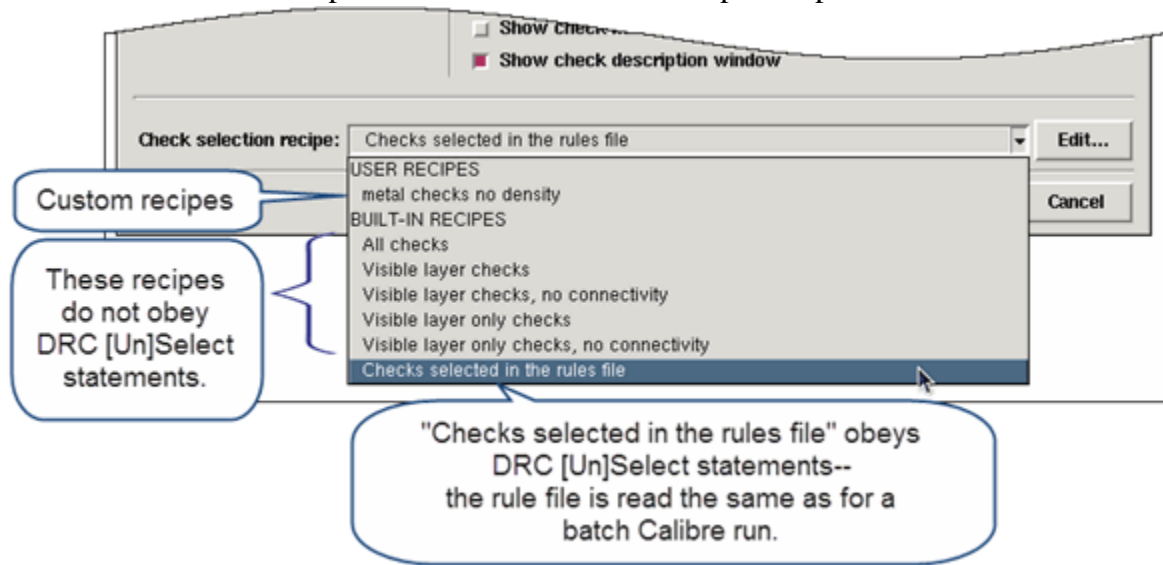 Show check
Show check description window
Check selection recipe:
Checks selected in the rules file
Edit...
USER RECIPES
metal checks no density
BUILT-IN RECIPES
All checks
Visible layer checks
Visible layer checks, no connectivity
Visible layer only checks
Visible layer only checks, no connectivity
Checks selected in the rules file
Cancel
Custom recipes
These recipes
do not obey
DRC [Un]Select
statements.
"Checks selected in the rules file" obeys
DRC [Un]Select statements--
the rule file is read the same as for a
batch Calibre run.